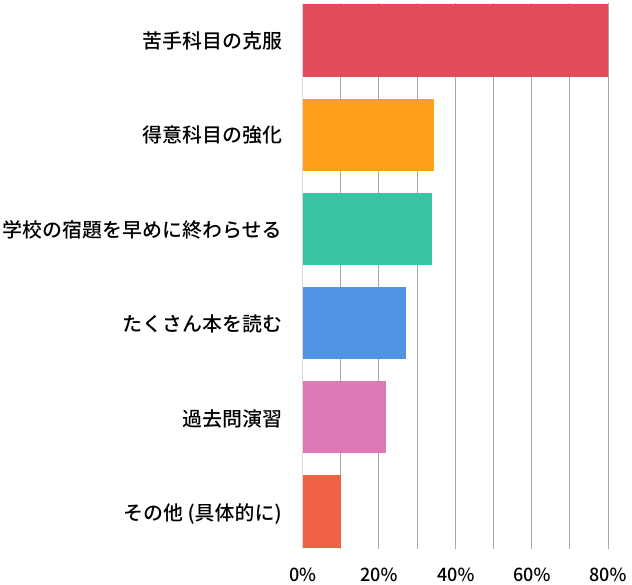 苦手科目の克服
得意科目の強化
学校の宿題を早めに終わらせる
たくさん本を読む
過去問演習
その他 (具体的に)
0% 20% 40% 60% 80%